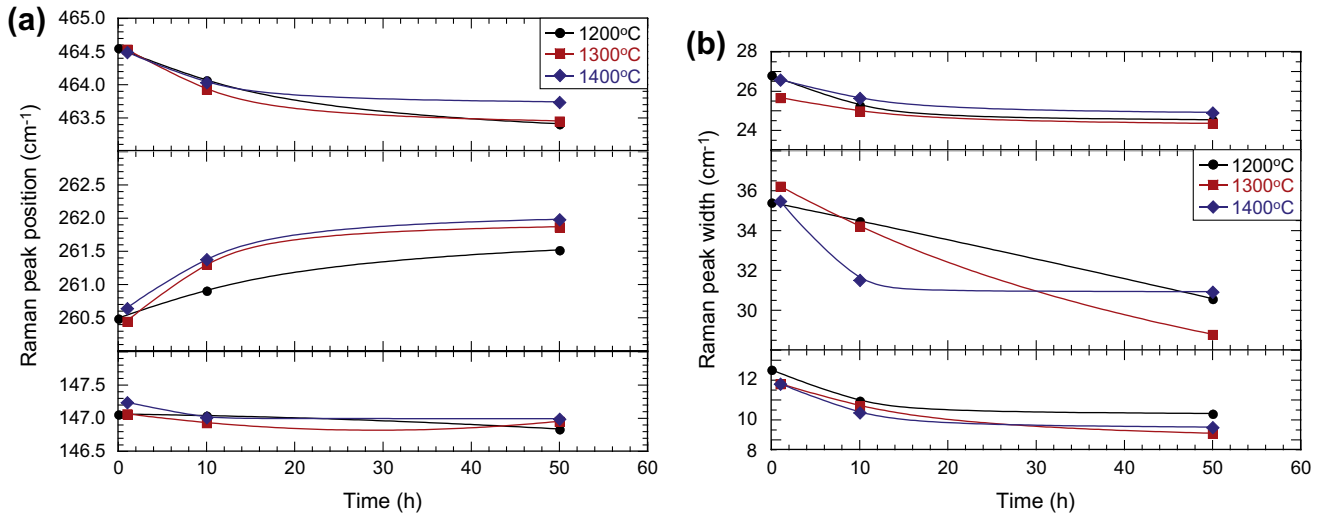 (a)
465.0
464.5
464.0
463.5
262.5
262.0
261.5
261.0
260.5
147.5
147.0
146.5
0 10 20 30 40 50 60
Time (h)
Raman peak position (cm-1)
1200oC
1300oC
1400oC
(b)
28
26
24
36
34
32
30
12
10
8
0 10 20 30 40 50 60
Time (h)
Raman peak width (cm-1)
1200oC
1300oC
1400oC